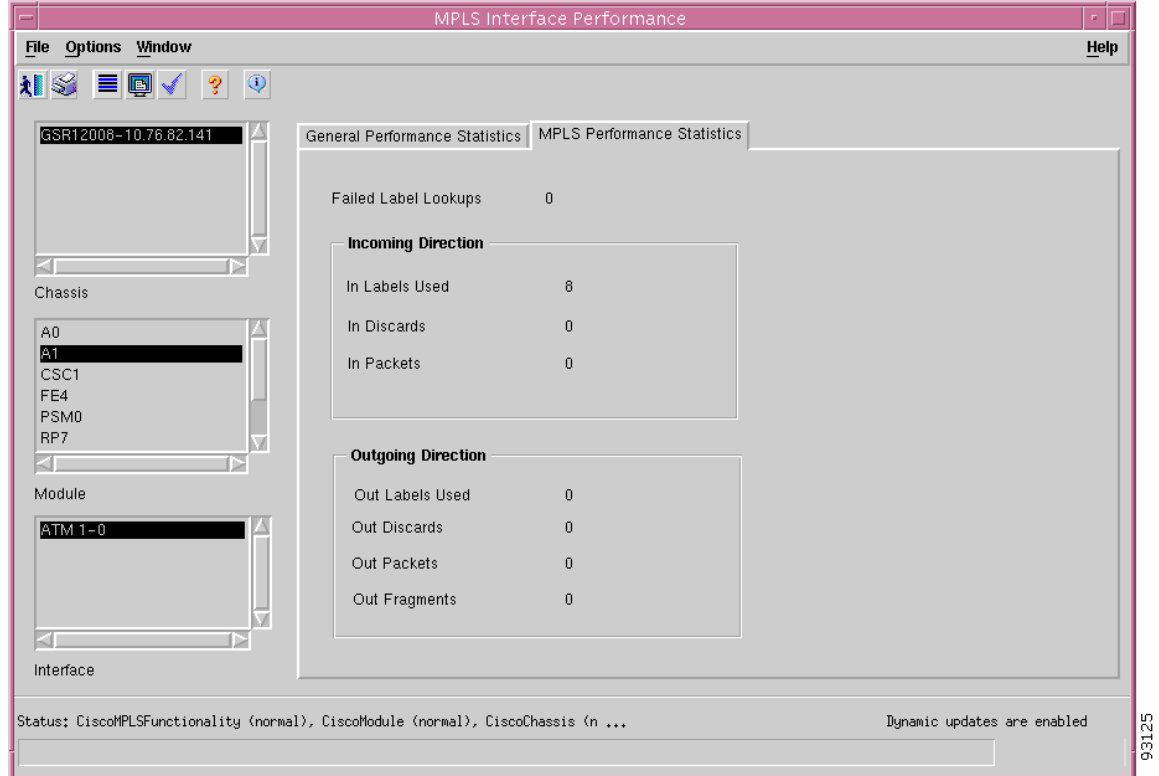 MPLS Interface Performance
File Options Window Help
GSR12008-10.76.82.141
Chassis
A0
A1
CSC1
FE4
PSM0
RP7
Module
ATM 1-0
Interface
General Performance Statistics MPLS Performance Statistics
Failed Label Lookups 0
Incoming Direction
In Labels Used 8
In Discards 0
In Packets 0
Outgoing Direction
Out Labels Used 0
Out Discards 0
Out Packets 0
Out Fragments 0
Status: CiscoMPLSFunctionality (normal), CiscoModule (normal), CiscoChassis (n ... Dynamic updates are enabled
93125